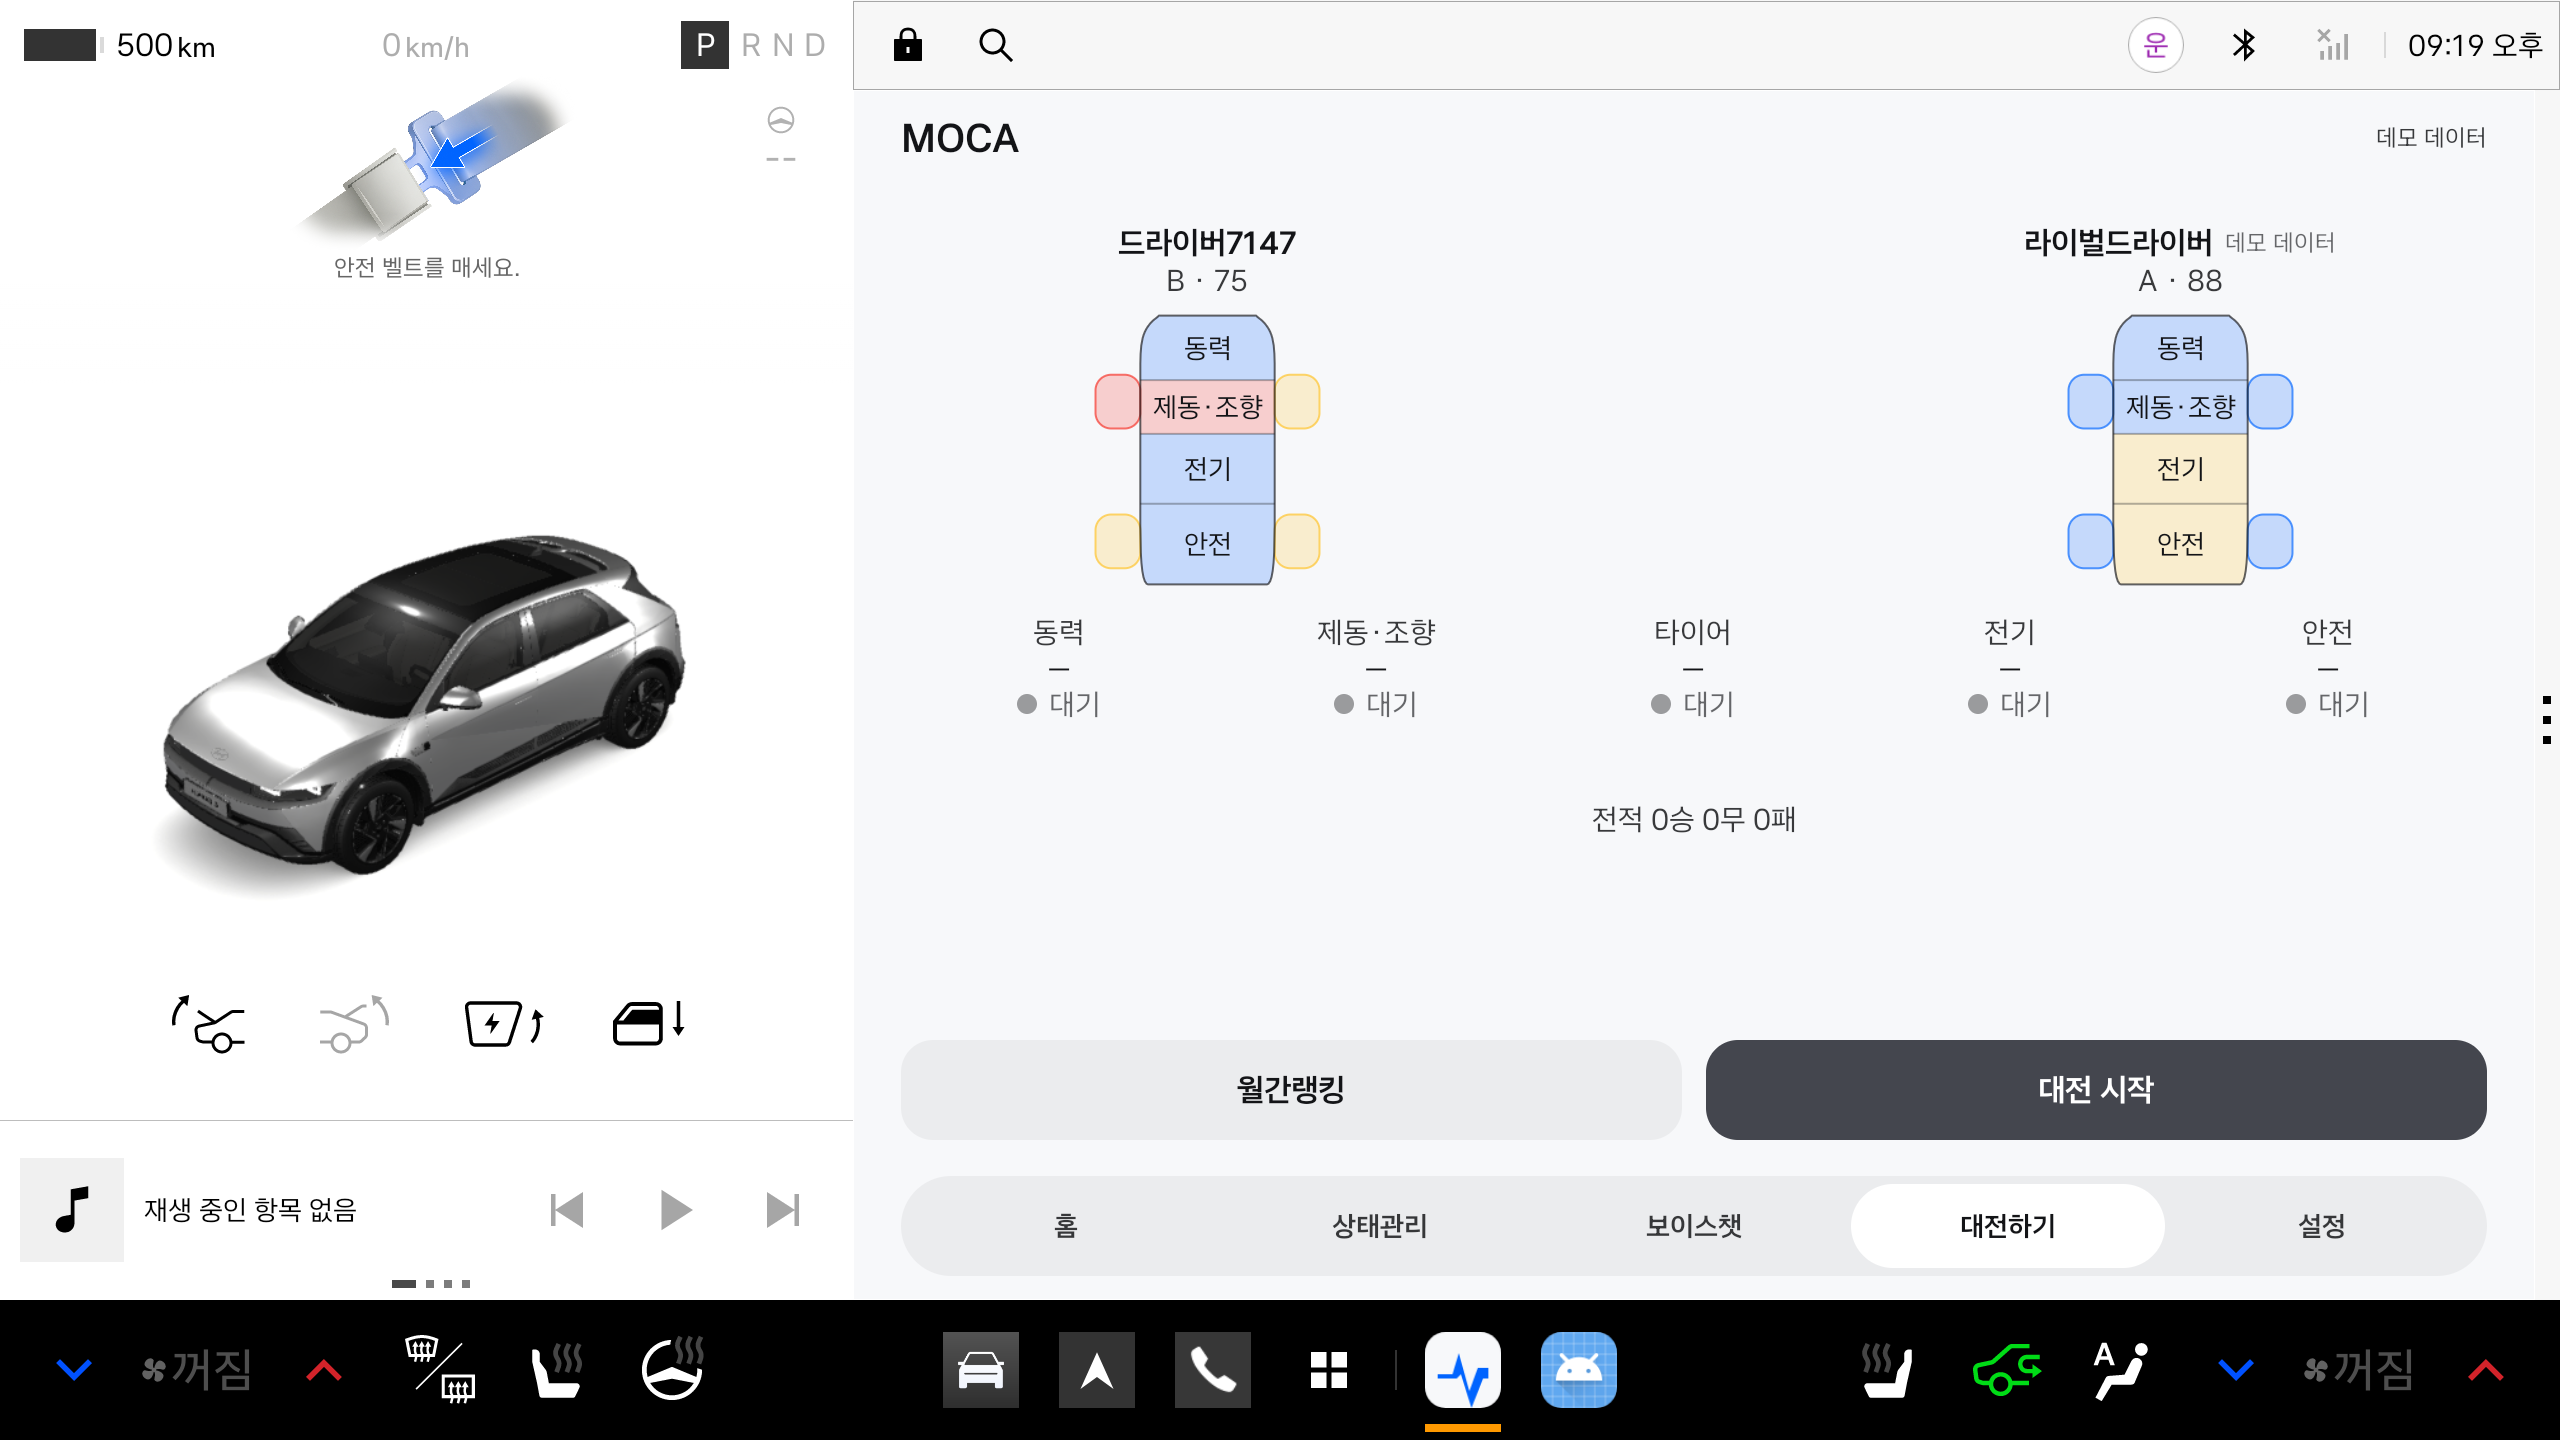 500 km
0 km/h
P R N D
운
09:19 오후
안전 벨트를 매세요.
MOCA
데모 데이터
드라이버7147
B · 75
동력
제동·조향
전기
안전
라이벌드라이버 데모 데이터
A · 88
동력
제동·조향
전기
안전
동력
–
대기
제동·조향
–
대기
타이어
–
대기
전기
–
대기
안전
–
대기
전적 0승 0무 0패
월간랭킹
대전 시작
재생 중인 항목 없음
홈
상태관리
보이스챗
대전하기
설정
꺼짐
A
꺼짐